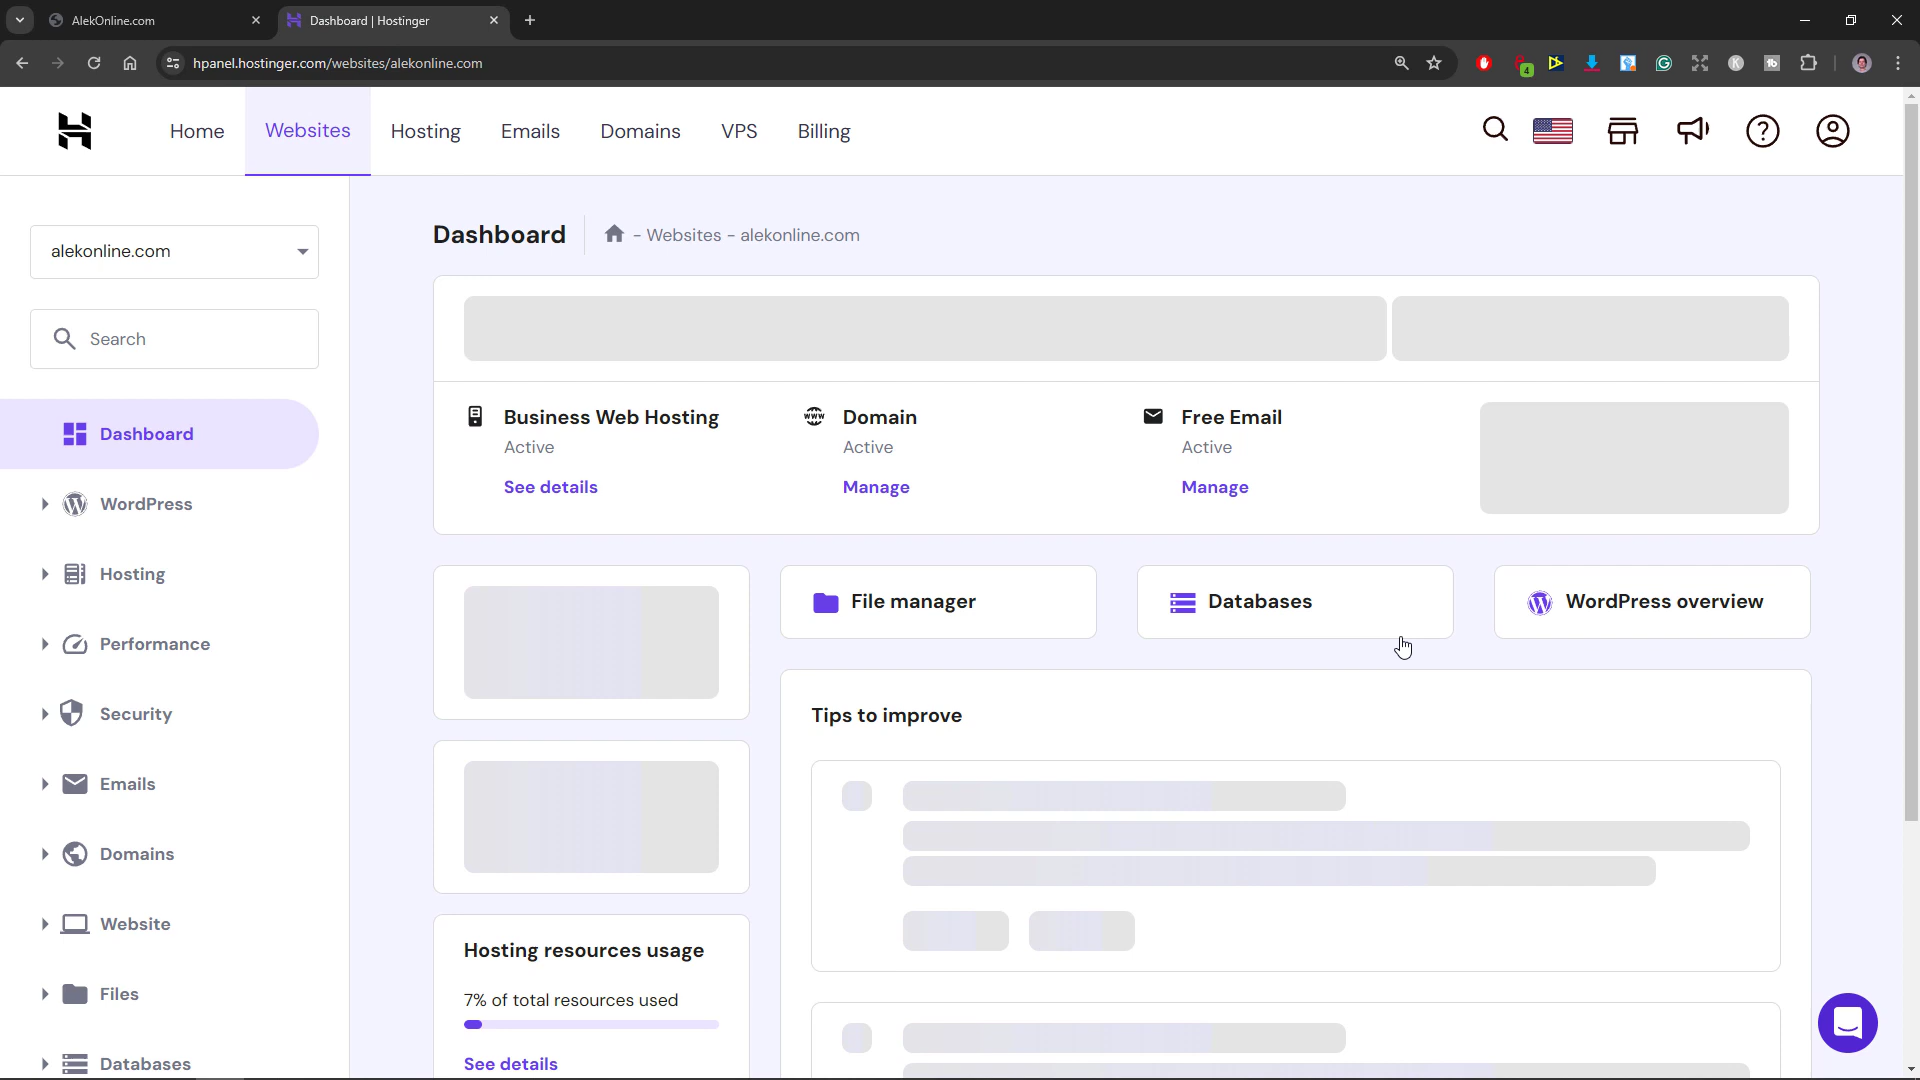 AlekOnline.com
Dashboard | Hostinger
hpanel.hostinger.com/websites/alekonline.com
4
Home
Websites
Hosting
Emails
Domains
VPS
Billing
alekonline.com
Search
Dashboard
WordPress
Hosting
Performance
Security
Emails
Domains
Website
Files
Databases
Dashboard
- Websites - alekonline.com
Business Web Hosting
Active
See details
www
Domain
Active
Manage
Free Email
Active
Manage
File manager
Databases
WordPress overview
Tips to improve
Hosting resources usage
7% of total resources used
See details